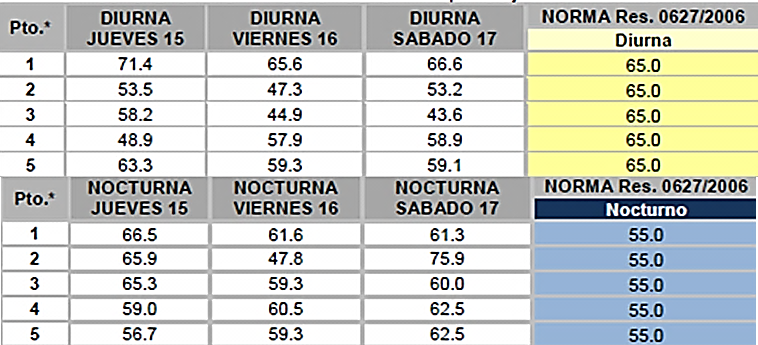 Pto.* DIURNA JUEVES 15 DIURNA VIERNES 16 DIURNA SABADO 17 NORMA Res. 0627/2006 Diurna
1 71.4 65.6 66.6 65.0
2 53.5 47.3 53.2 65.0
3 58.2 44.9 43.6 65.0
4 48.9 57.9 58.9 65.0
5 63.3 59.3 59.1 65.0
Pto.* NOCTURNA JUEVES 15 NOCTURNA VIERNES 16 NOCTURNA SABADO 17 NORMA Res. 0627/2006 Nocturno
1 66.5 61.6 61.3 55.0
2 65.9 47.8 75.9 55.0
3 65.3 59.3 60.0 55.0
4 59.0 60.5 62.5 55.0
5 56.7 59.3 62.5 55.0